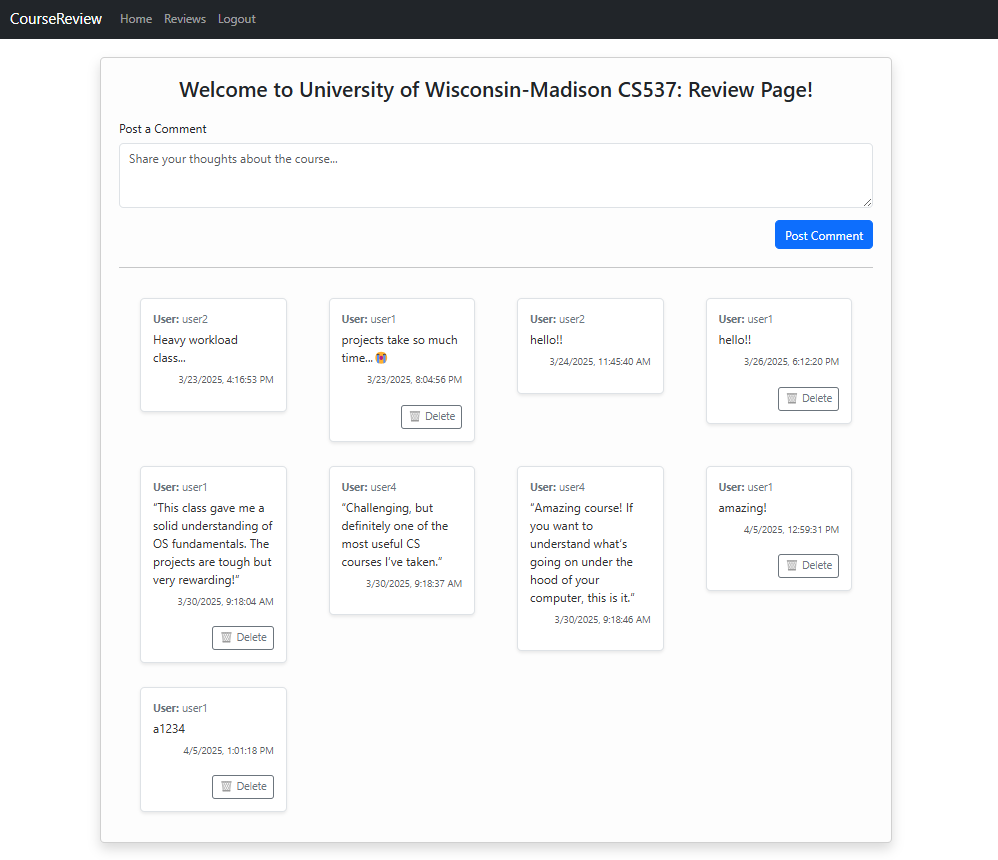 CourseReview Home Reviews Logout
Welcome to University of Wisconsin-Madison CS537: Review Page!
Post a Comment
Share your thoughts about the course...
Post Comment
User: user2
Heavy workload
class...
3/23/2025, 4:16:53 PM
User: user1
projects take so much
time...😭
3/23/2025, 8:04:56 PM
Delete
User: user2
hello!!
3/24/2025, 11:45:40 AM
User: user1
hello!!
3/26/2025, 6:12:20 PM
Delete
User: user1
“This class gave me a
solid understanding of
OS fundamentals. The
projects are tough but
very rewarding!”
3/30/2025, 9:18:04 AM
Delete
User: user4
“Challenging, but
definitely one of the
most useful CS
courses I’ve taken.”
3/30/2025, 9:18:37 AM
User: user4
“Amazing course! If
you want to
understand what’s
going on under the
hood of your
computer, this is it.”
3/30/2025, 9:18:46 AM
User: user1
amazing!
4/5/2025, 12:59:31 PM
Delete
User: user1
a1234
4/5/2025, 1:01:18 PM
Delete